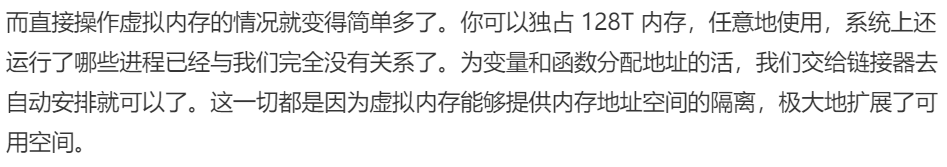 而直接操作虚拟内存的情况就变得简单多了。你可以独占 128T 内存，任意地使用，系统上还
运行了哪些进程已经与我们完全没有关系了。为变量和函数分配地址的活，我们交给链接器去
自动安排就可以了。这一切都是因为虚拟内存能够提供内存地址空间的隔离，极大地扩展了可
用空间。